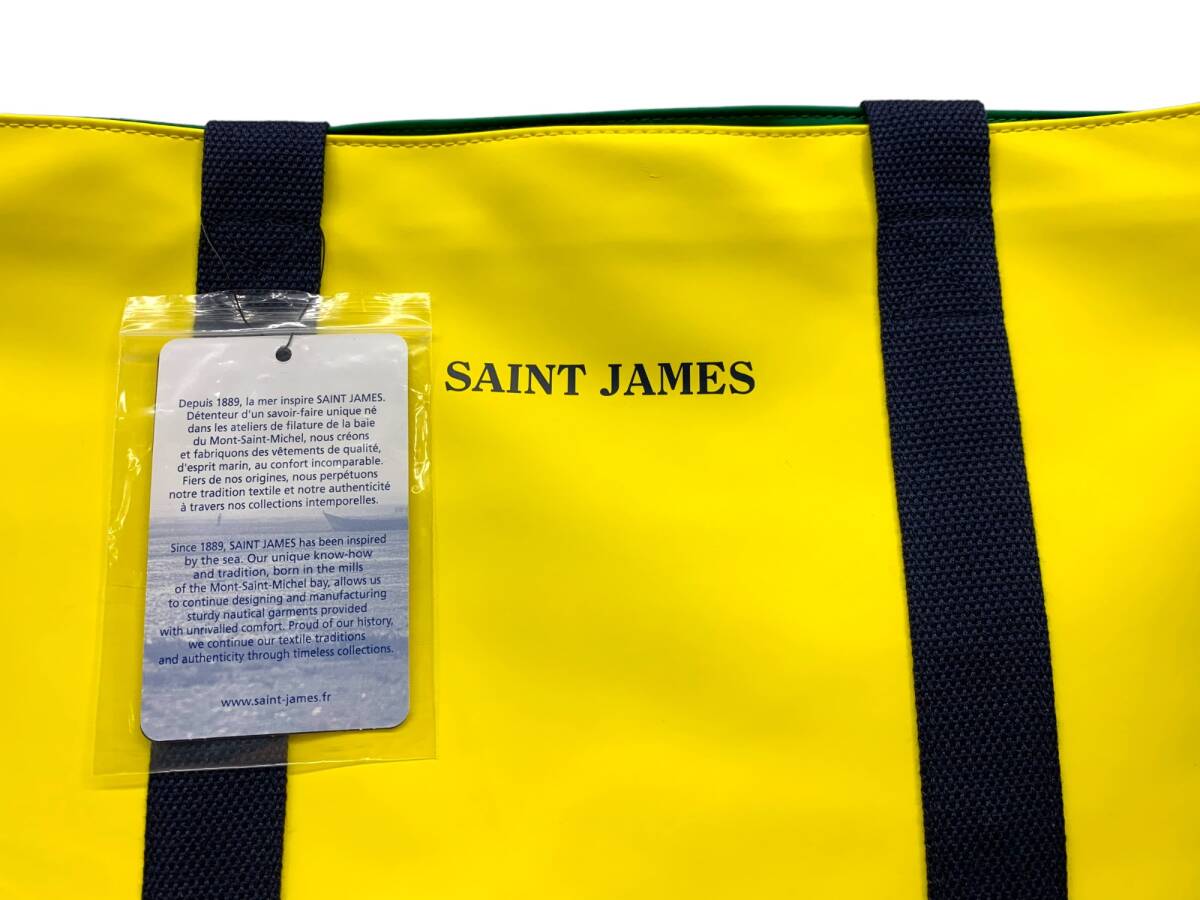 SAINT JAMES
Depuis 1889, la mer inspire SAINT JAMES.
Détenteur d'un savoir-faire unique né
dans les ateliers de filature de la baie
du Mont-Saint-Michel, nous créons
et fabriquons des vêtements de qualité,
d'esprit marin, au confort incomparable.
Fiers de nos origines, nous perpétuons
notre tradition textile et notre authenticité
à travers nos collections intemporelles.
Since 1889, SAINT JAMES has been inspired
by the sea. Our unique know-how
and tradition, born in the mills
of the Mont-Saint-Michel bay, allows us
to continue designing and manufacturing
sturdy nautical garments provided
with unrivalled comfort. Proud of our history,
we continue our textile traditions
and authenticity through timeless collections.
www.saint-james.fr